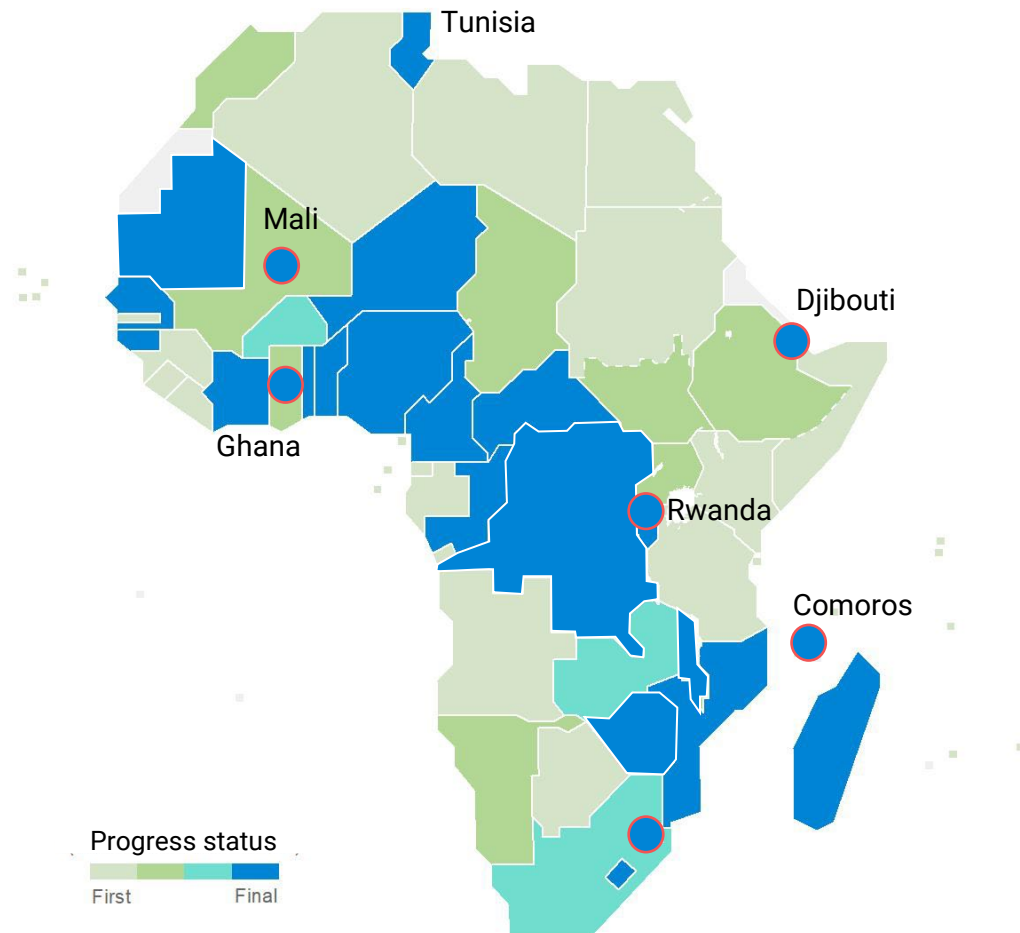 Tunisia
Mali
Djibouti
Ghana
Rwanda
Comoros
Progress status
First
Final